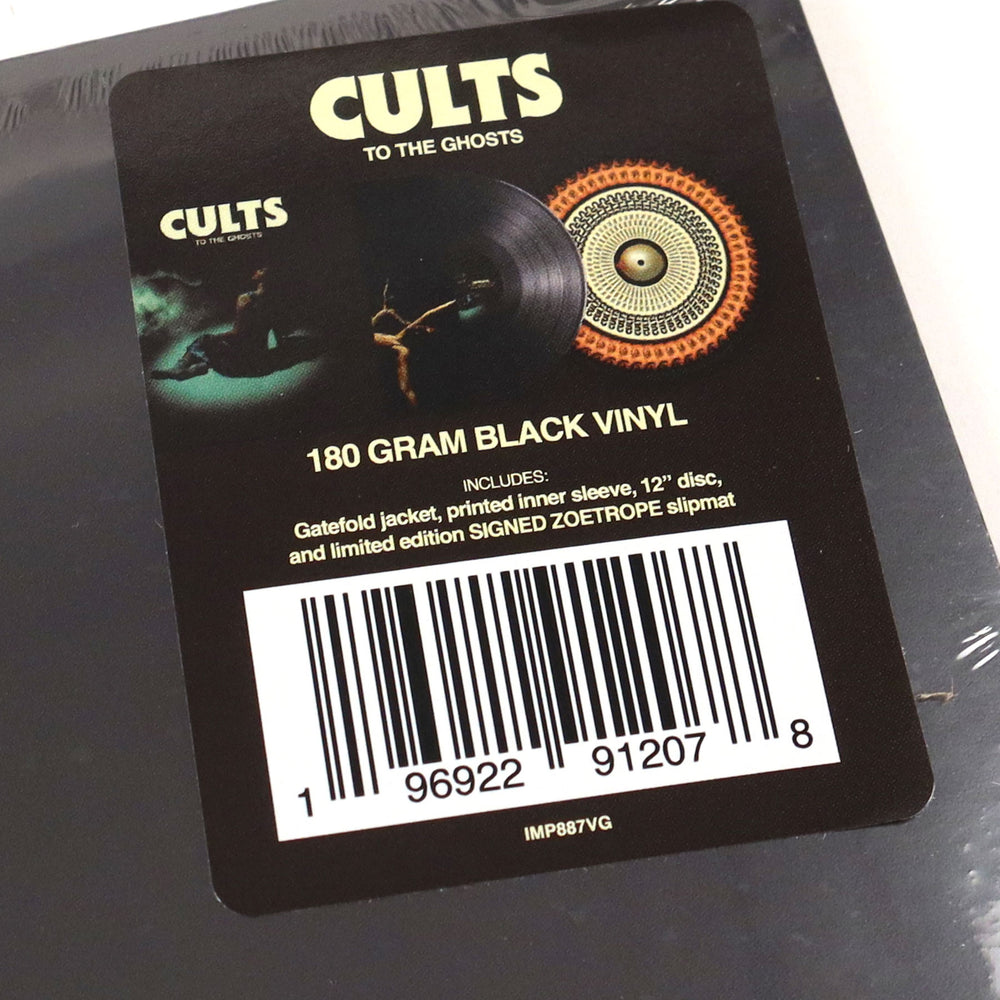 CULTS
TO THE GHOSTS
CULTS
TO THE GHOSTS
180 GRAM BLACK VINYL
INCLUDES:
Gatefold jacket, printed inner sleeve, 12” disc,
and limited edition SIGNED ZOETROPE slipmat
1 96922 91207 8
IMP887VG